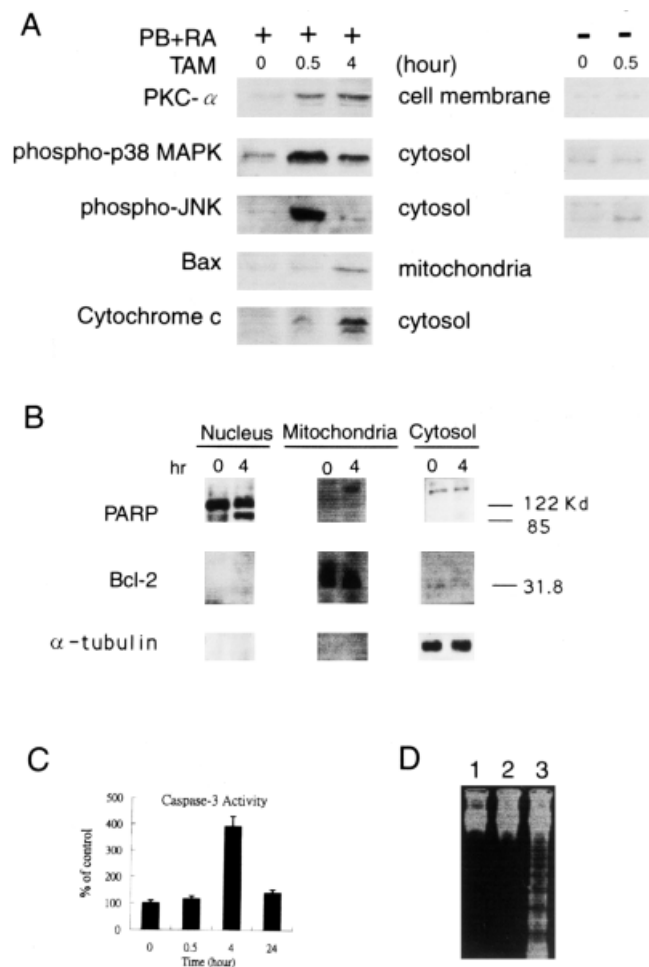 A
PB+RA + + + - -
TAM 0 0.5 4 (hour) 0 0.5
PKC-α cell membrane
phospho-p38 MAPK cytosol
phospho-JNK cytosol
Bax mitochondria
Cytochrome c cytosol
B
Nucleus Mitochondria Cytosol
hr 0 4 0 4 0 4
PARP 122 Kd
85
Bcl-2 31.8
α-tubulin
C
Caspase-3 Activity
% of control
500
400
300
200
100
0
0 0.5 4 24
Time (hour)
D
1 2 3